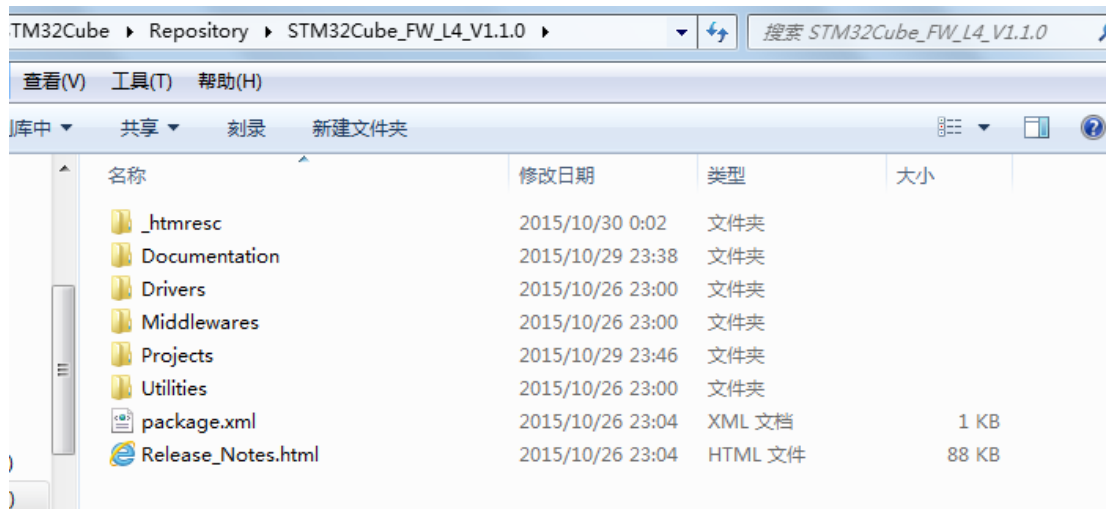 TM32Cube ▸ Repository ▸ STM32Cube_FW_L4_V1.1.0 ▸ 搜索 STM32Cube_FW_L4_V1.1.0
查看(V) 工具(T) 帮助(H)
库中 共享 刻录 新建文件夹
名称 修改日期 类型 大小
_htmresc 2015/10/30 0:02 文件夹
Documentation 2015/10/29 23:38 文件夹
Drivers 2015/10/26 23:00 文件夹
Middlewares 2015/10/26 23:00 文件夹
Projects 2015/10/29 23:46 文件夹
Utilities 2015/10/26 23:00 文件夹
package.xml 2015/10/26 23:04 XML 文档 1 KB
Release_Notes.html 2015/10/26 23:04 HTML 文件 88 KB